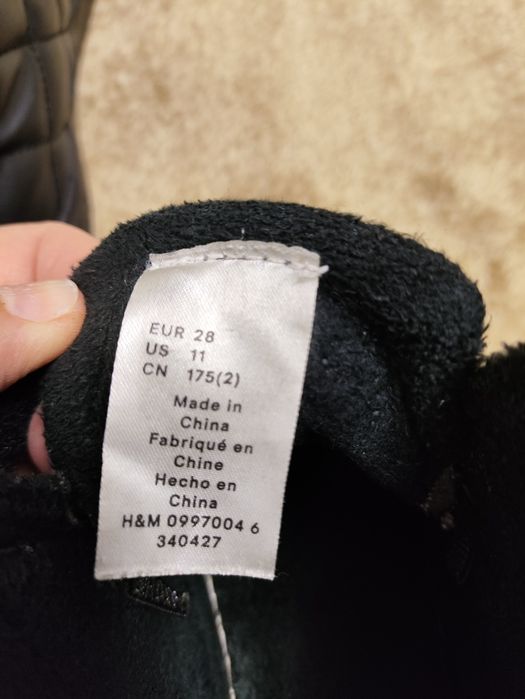 EUR 28
US 11
CN 175(2)
Made in
China
Fabriqué en
Chine
Hecho en
China
H&M 0997004 6
340427